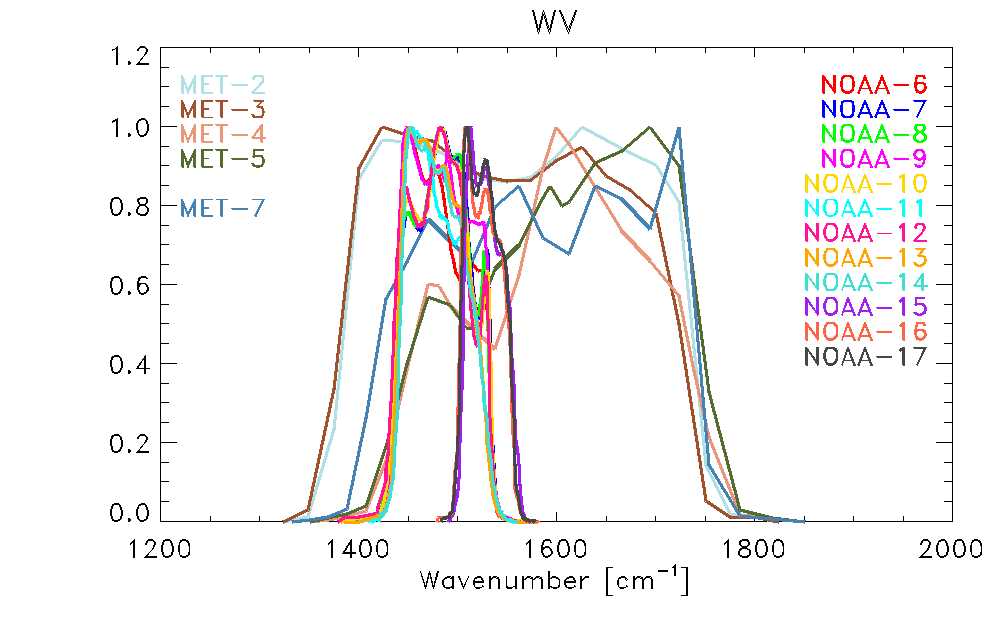 WV
1.2
1.0
0.8
0.6
0.4
0.2
0.0
MET-2
MET-3
MET-4
MET-5
MET-7
NOAA-6
NOAA-7
NOAA-8
NOAA-9
NOAA-10
NOAA-11
NOAA-12
NOAA-13
NOAA-14
NOAA-15
NOAA-16
NOAA-17
1200 1400 1600 1800 2000
Wavenumber [cm⁻¹]